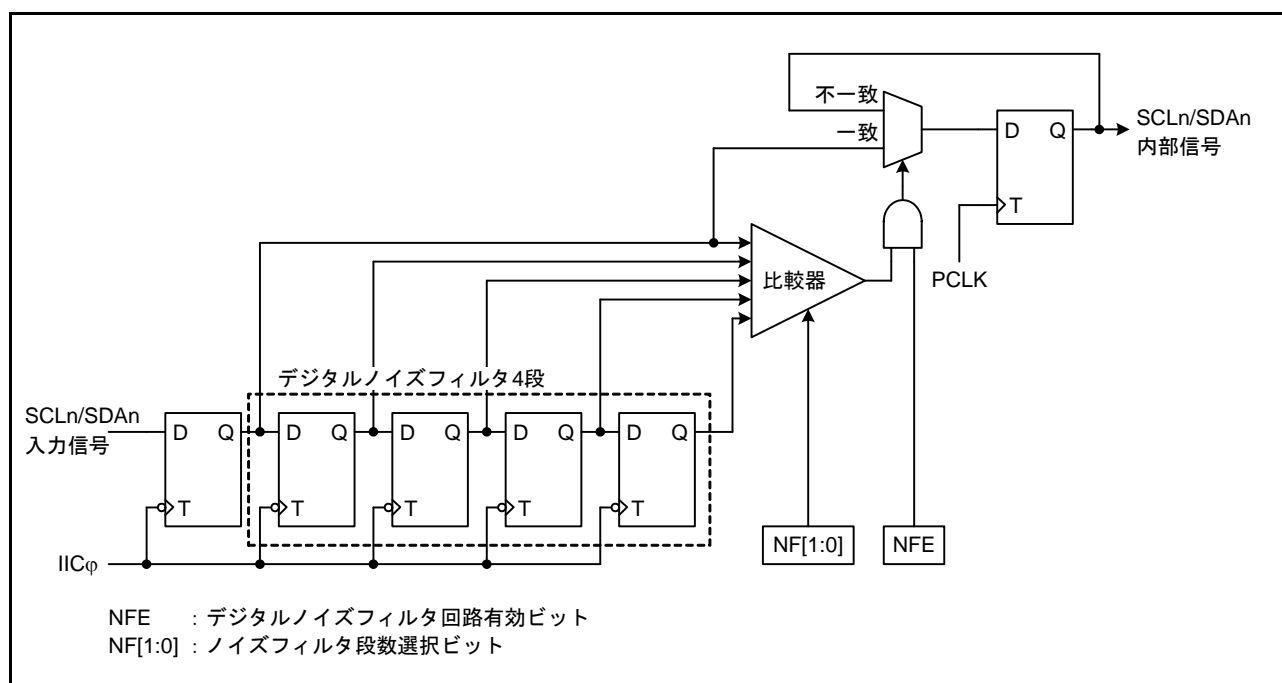 不一致
一致
D Q
T
SCLn/SDAn
内部信号
PCLK
比較器
デジタルノイズフィルタ4段
SCLn/SDAn
入力信号
D Q
T
D Q
T
D Q
T
D Q
T
D Q
T
IICφ
NF[1:0]
NFE
NFE : デジタルノイズフィルタ回路有効ビット
NF[1:0] : ノイズフィルタ段数選択ビット